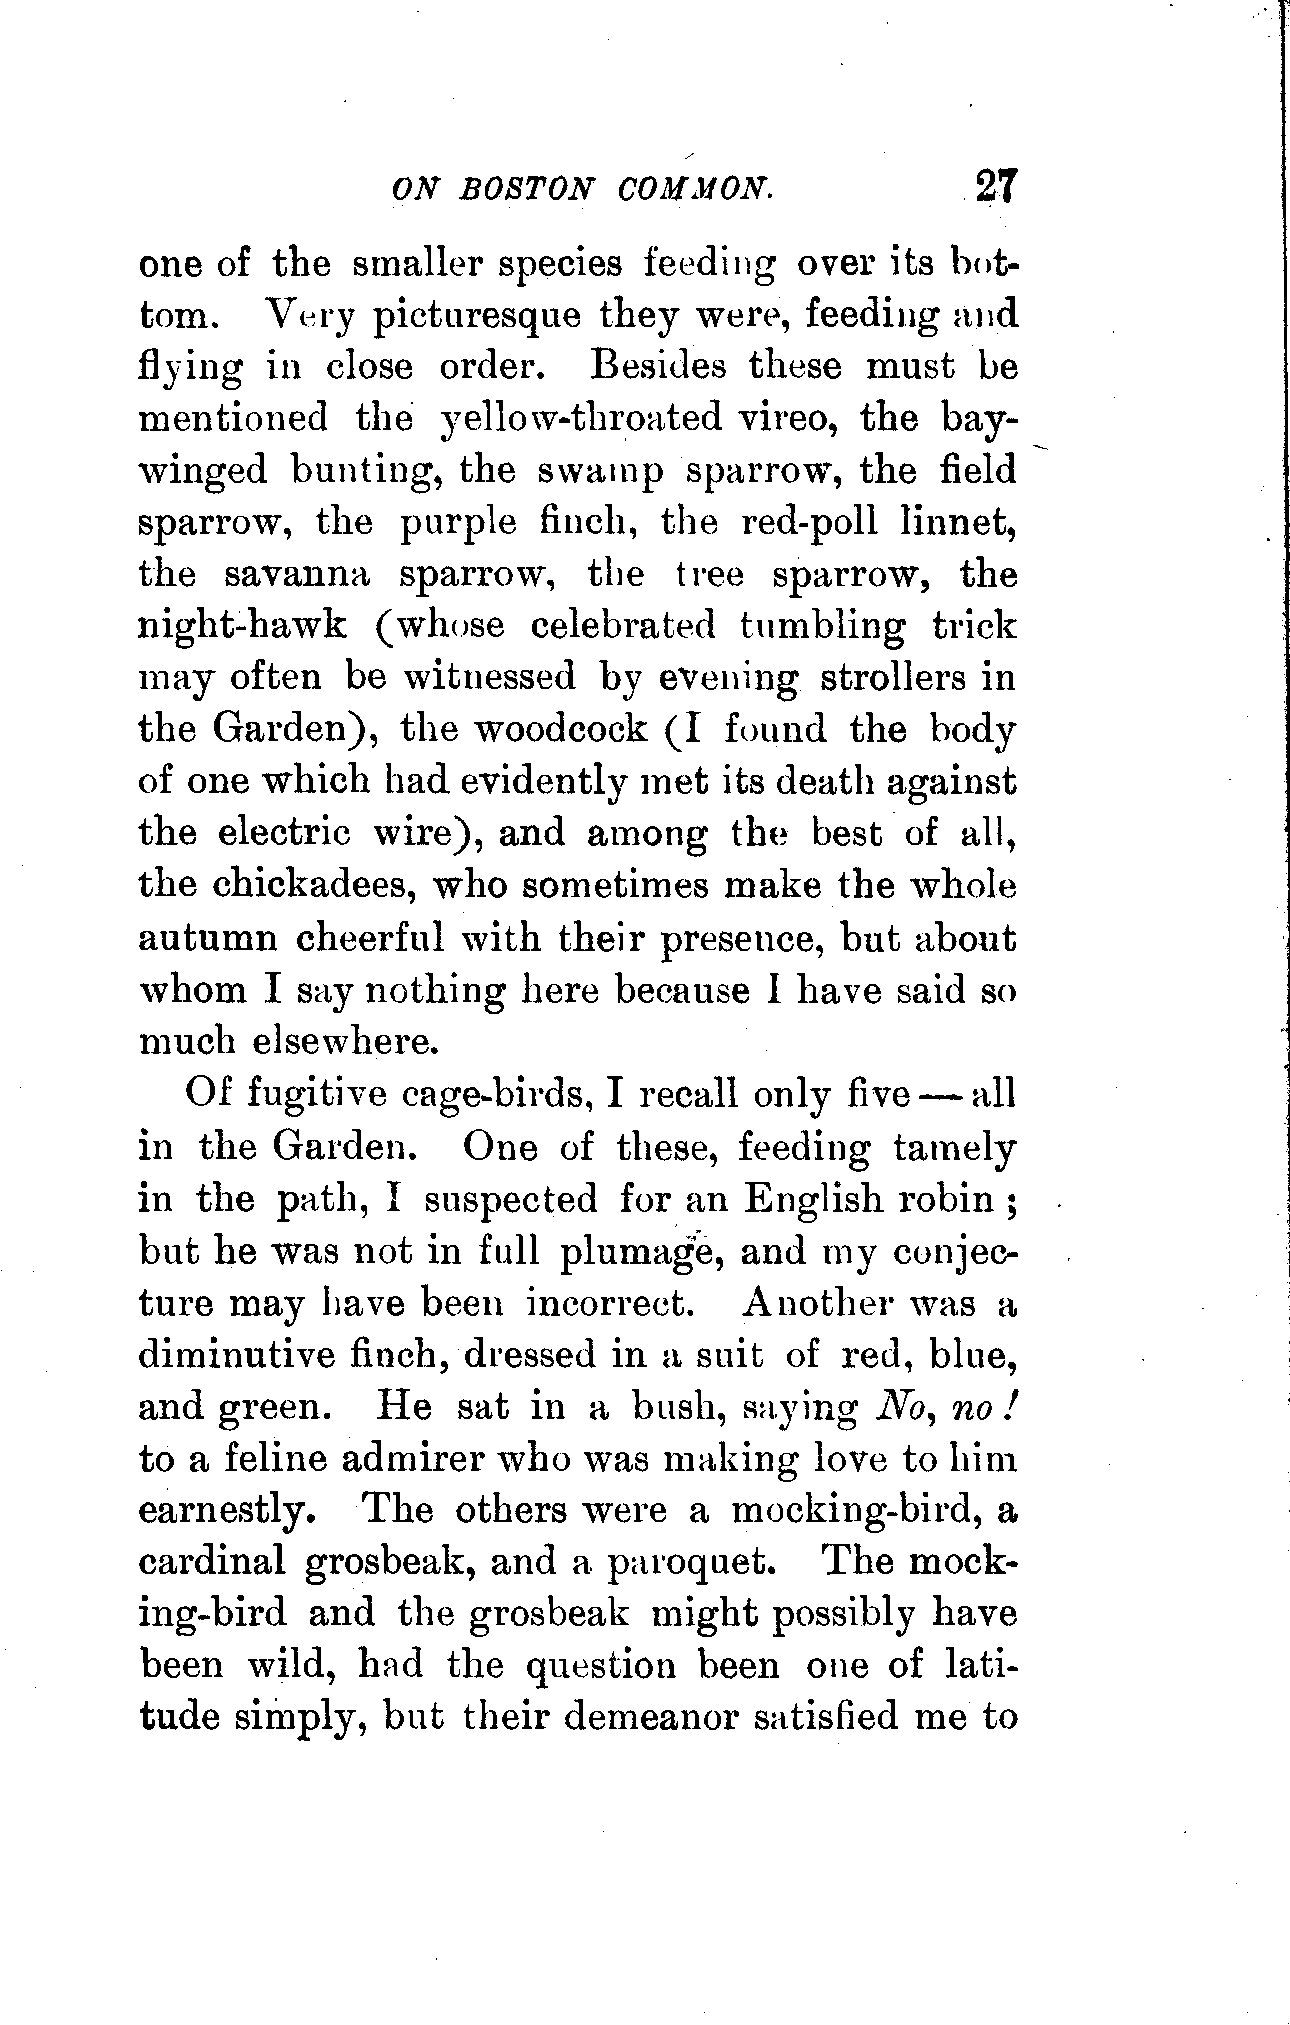 ON BOSTON COMMON. 27
one of the smaller species feeding over its bot-
tom. Very picturesque they were, feeding and
flying in close order. Besides these must be
mentioned the yellow-throated vireo, the bay-
winged bunting, the swamp sparrow, the field
sparrow, the purple finch, the red-poll linnet,
the savanna sparrow, the tree sparrow, the
night-hawk (whose celebrated tumbling trick
may often be witnessed by evening strollers in
the Garden), the woodcock (I found the body
of one which had evidently met its death against
the electric wire), and among the best of all,
the chickadees, who sometimes make the whole
autumn cheerful with their presence, but about
whom I say nothing here because I have said so
much elsewhere.
Of fugitive cage-birds, I recall only five — all
in the Garden. One of these, feeding tamely
in the path, I suspected for an English robin ;
but he was not in full plumage, and my conjec-
ture may have been incorrect. Another was a
diminutive finch, dressed in a suit of red, blue,
and green. He sat in a bush, saying No, no !
to a feline admirer who was making love to him
earnestly. The others were a mocking-bird, a
cardinal grosbeak, and a paroquet. The mock-
ing-bird and the grosbeak might possibly have
been wild, had the question been one of lati-
tude simply, but their demeanor satisfied me to